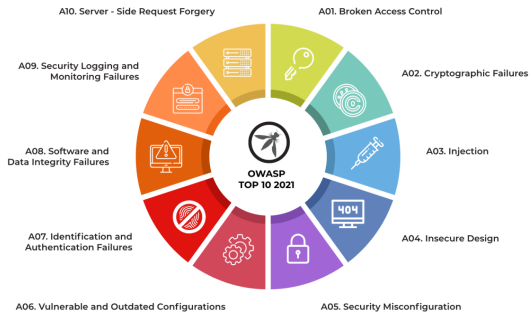 A10. Server - Side Request Forgery
A01. Broken Access Control
A09. Security Logging and
Monitoring Failures
A02. Cryptographic Failures
A08. Software and
Data Integrity Failures
OWASP
TOP 10 2021
A03. Injection
404
A07. Identification and
Authentication Failures
A04. Insecure Design
A06. Vulnerable and Outdated Configurations
A05. Security Misconfiguration